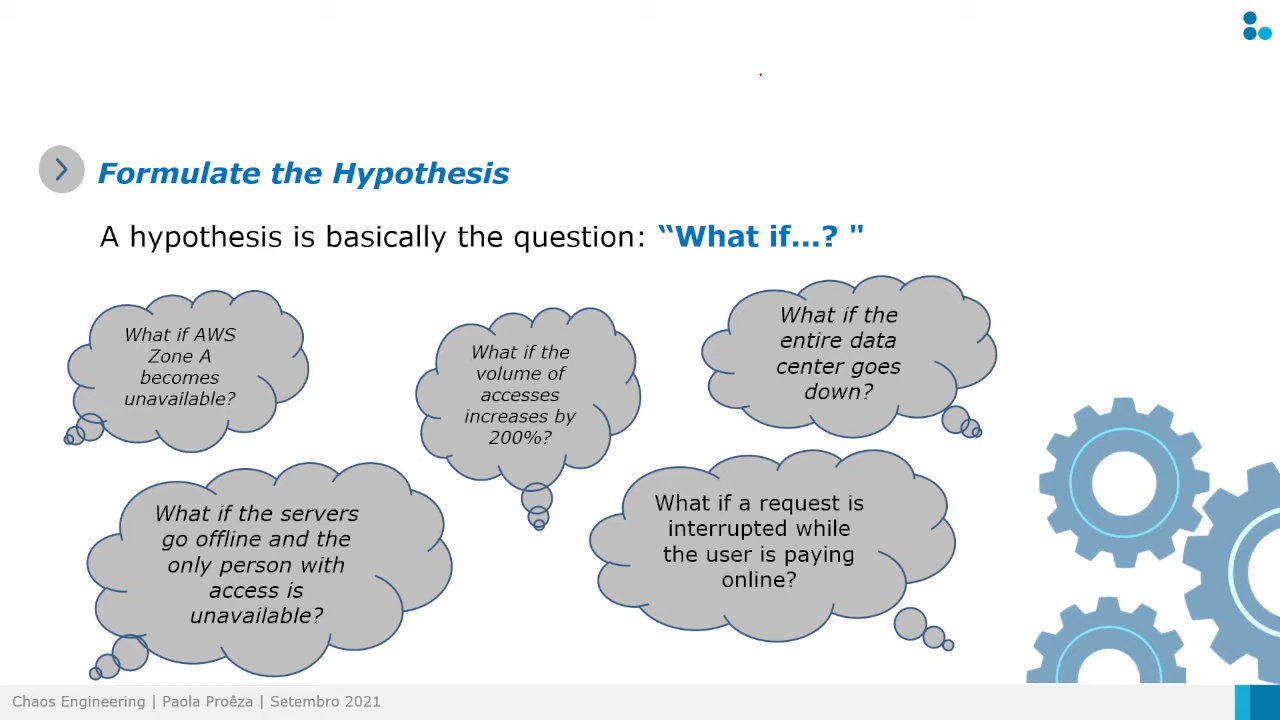 Formulate the Hypothesis
A hypothesis is basically the question: “What if...? "
What if AWS
Zone A
becomes
unavailable?
What if the
volume of
accesses
increases by
200%?
What if the
entire data
center goes
down?
What if the servers
go offline and the
only person with
access is
unavailable?
What if a request is
interrupted while
the user is paying
online?
Chaos Engineering | Paola Proêza | Setembro 2021